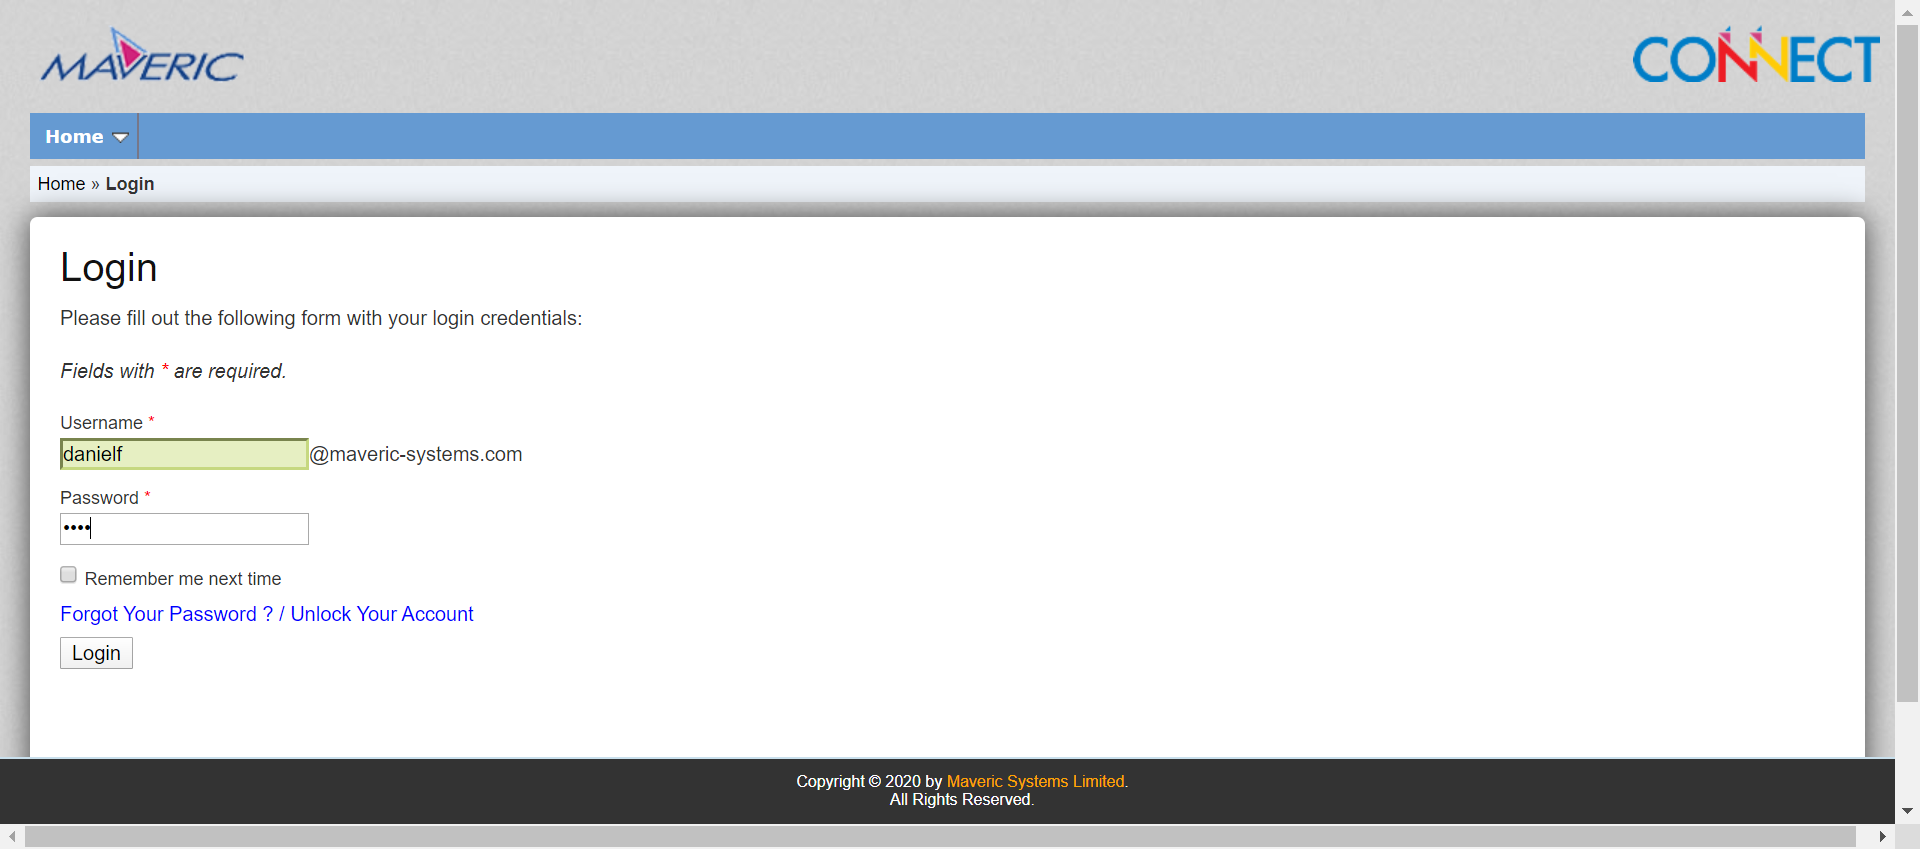 MAVERIC
CONNECT
Home
Home » Login
Login
Please fill out the following form with your login credentials:
Fields with * are required.
Username *
danielf@maveric-systems.com
Password *
••••
Remember me next time
Forgot Your Password ? / Unlock Your Account
Login
Copyright © 2020 by Maveric Systems Limited.
All Rights Reserved.